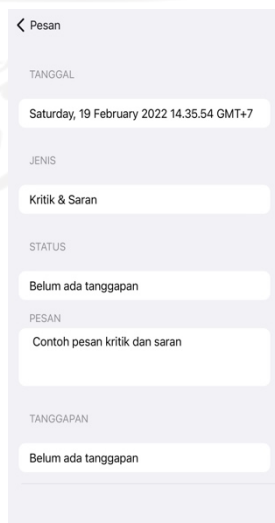 Pesan
TANGGAL
Saturday, 19 February 2022 14.35.54 GMT+7
JENIS
Kritik & Saran
STATUS
Belum ada tanggapan
PESAN
Contoh pesan kritik dan saran
TANGGAPAN
Belum ada tanggapan